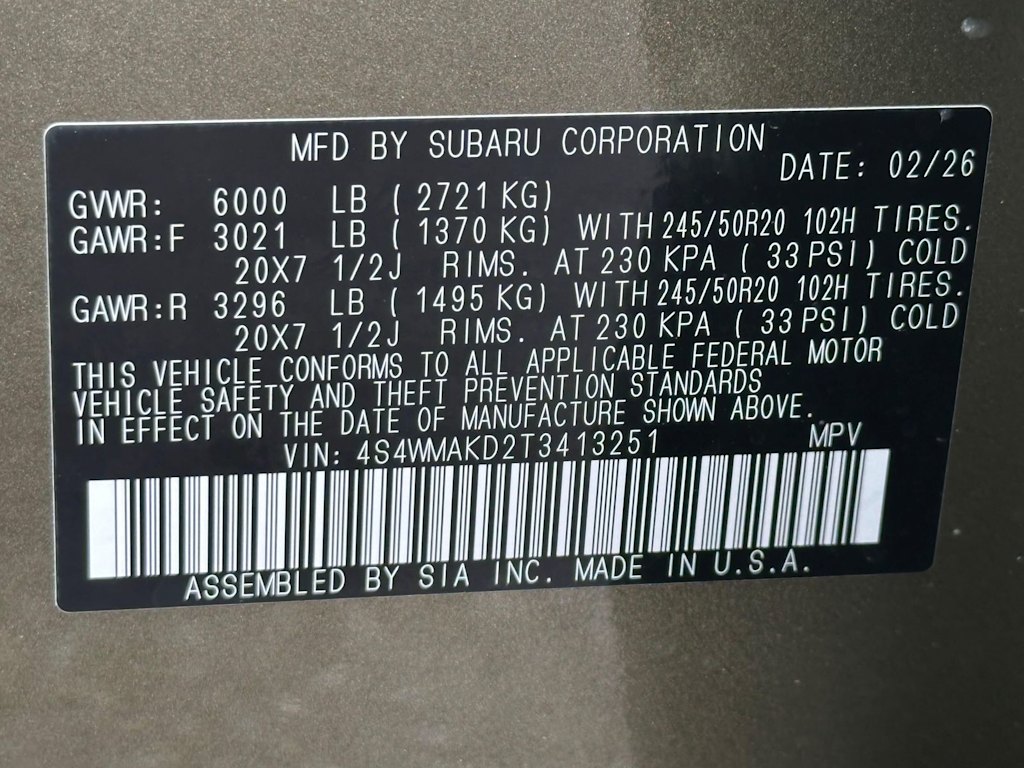 MFD BY SUBARU CORPORATION
DATE: 02/26
GVWR: 6000 LB ( 2721 KG)
GAWR:F 3021 LB ( 1370 KG) WITH 245/50R20 102H TIRES.
20X7 1/2J RIMS. AT 230 KPA ( 33 PSI) COLD
GAWR:R 3296 LB ( 1495 KG) WITH 245/50R20 102H TIRES.
20X7 1/2J RIMS. AT 230 KPA ( 33 PSI) COLD
THIS VEHICLE CONFORMS TO ALL APPLICABLE FEDERAL MOTOR
VEHICLE SAFETY AND THEFT PREVENTION STANDARDS
IN EFFECT ON THE DATE OF MANUFACTURE SHOWN ABOVE.
VIN: 4S4WMAKD2T3413251 MPV
ASSEMBLED BY SIA INC. MADE IN U.S.A.